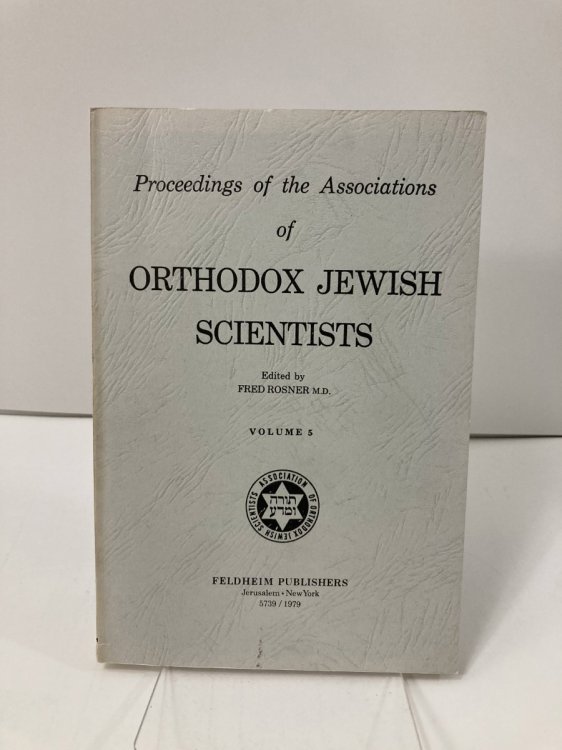 Proceedings of the Associations
of
ORTHODOX JEWISH
SCIENTISTS
Edited by
FRED ROSNER M.D.
VOLUME 5
ASSOCIATION OF ORTHODOX JEWISH SCIENTISTS
תורה
ומדע
FELDHEIM PUBLISHERS
Jerusalem • New York
5739 / 1979